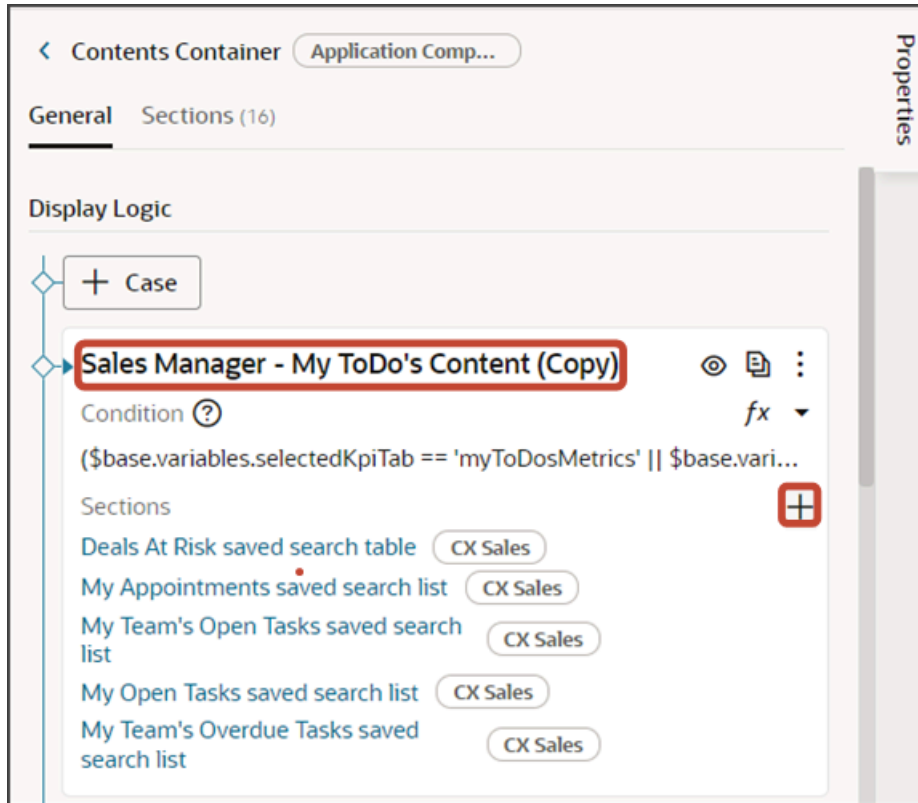 Contents Container Application Comp...
Properties
General Sections (16)
Display Logic
+ Case
Sales Manager - My ToDo's Content (Copy)
Condition ? fx
($base.variables.selectedKpiTab == 'myToDosMetrics' || $base.vari...
Sections +
Deals At Risk saved search table CX Sales
My Appointments saved search list CX Sales
My Team's Open Tasks saved search
list CX Sales
My Open Tasks saved search list CX Sales
My Team's Overdue Tasks saved
search list CX Sales